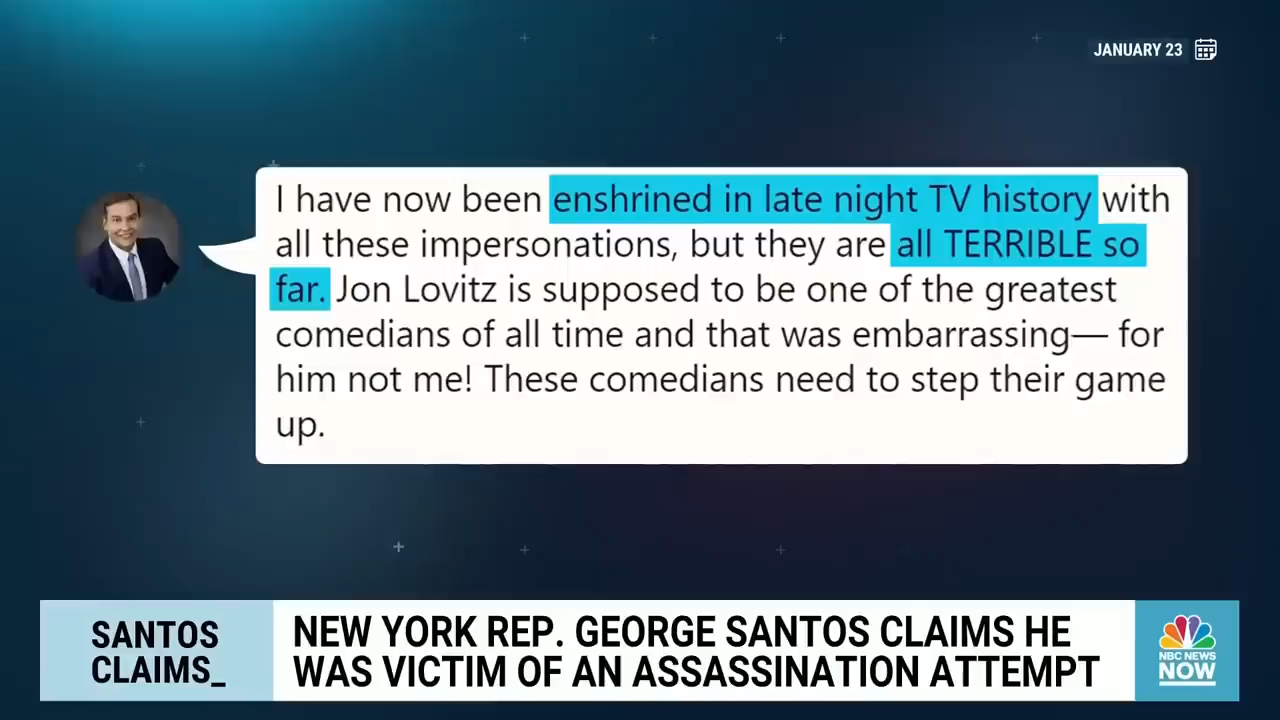 JANUARY 23
I have now been enshrined in late night TV history with
all these impersonations, but they are all TERRIBLE so
far. Jon Lovitz is supposed to be one of the greatest
comedians of all time and that was embarrassing— for
him not me! These comedians need to step their game
up.
SANTOS
CLAIMS_
NEW YORK REP. GEORGE SANTOS CLAIMS HE
WAS VICTIM OF AN ASSASSINATION ATTEMPT
NBC NEWS
NOW